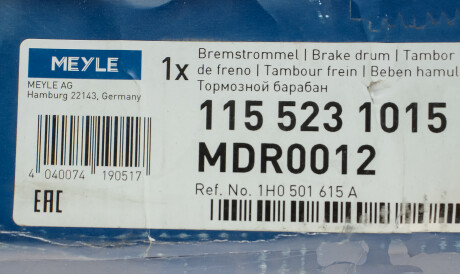 MEYLE
MEYLE AG
Hamburg 22143, Germany
4 040074 190517
EAC
1x
Bremstrommel | Brake drum | Tambor
de freno | Tambour frein | Beben hamul
Тормозной барабан
115 523 1015
MDR0012
Ref. No. 1H0 501 615 A